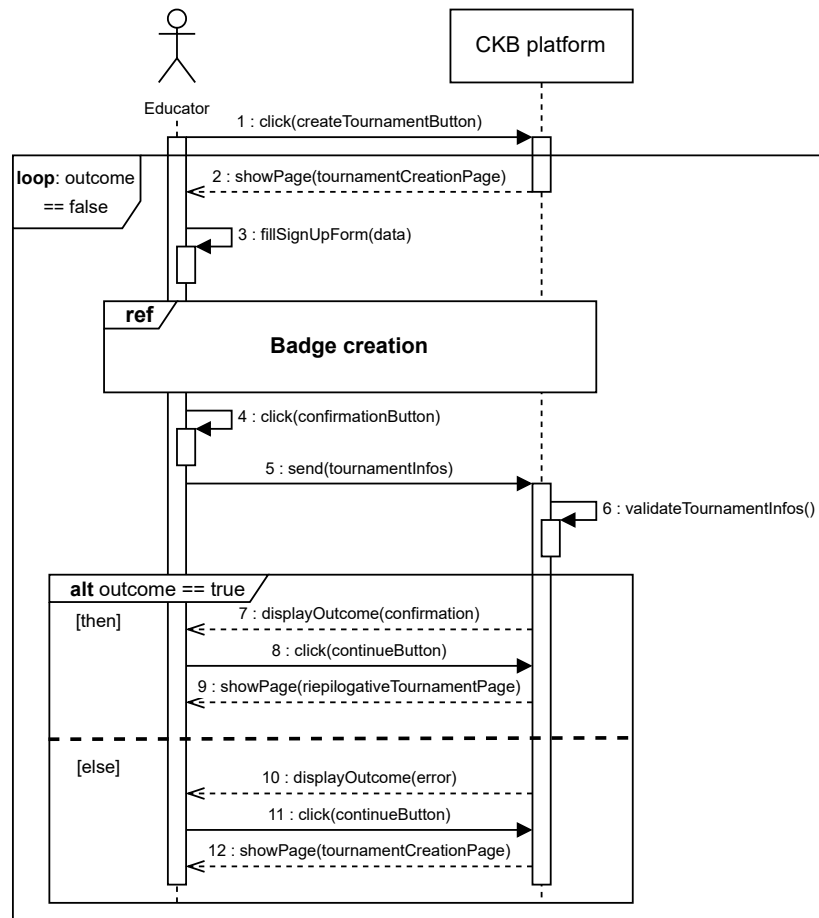 CKB platform
Educator
1 : click(createTournamentButton)
loop: outcome
== false
2 : showPage(tournamentCreationPage)
3 : fillSignUpForm(data)
ref
Badge creation
4 : click(confirmationButton)
5 : send(tournamentInfos)
6 : validateTournamentInfos()
alt outcome == true
[then]
7 : displayOutcome(confirmation)
8 : click(continueButton)
9 : showPage(riepilogativeTournamentPage)
[else]
10 : displayOutcome(error)
11 : click(continueButton)
12 : showPage(tournamentCreationPage)